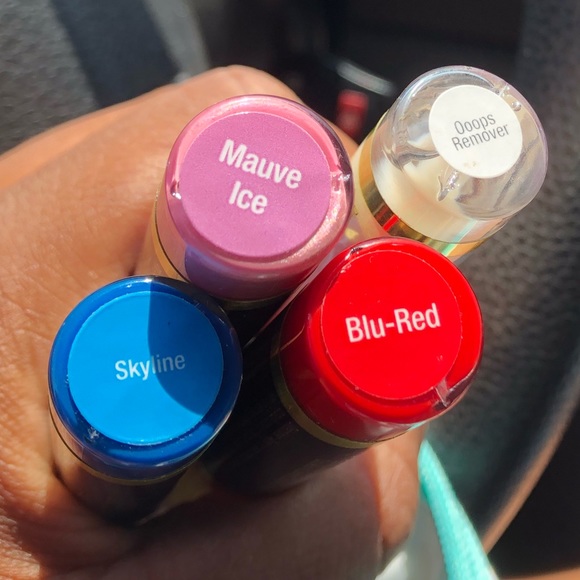 Mauve
Ice
Ooops
Remover
Skyline
Blu-Red